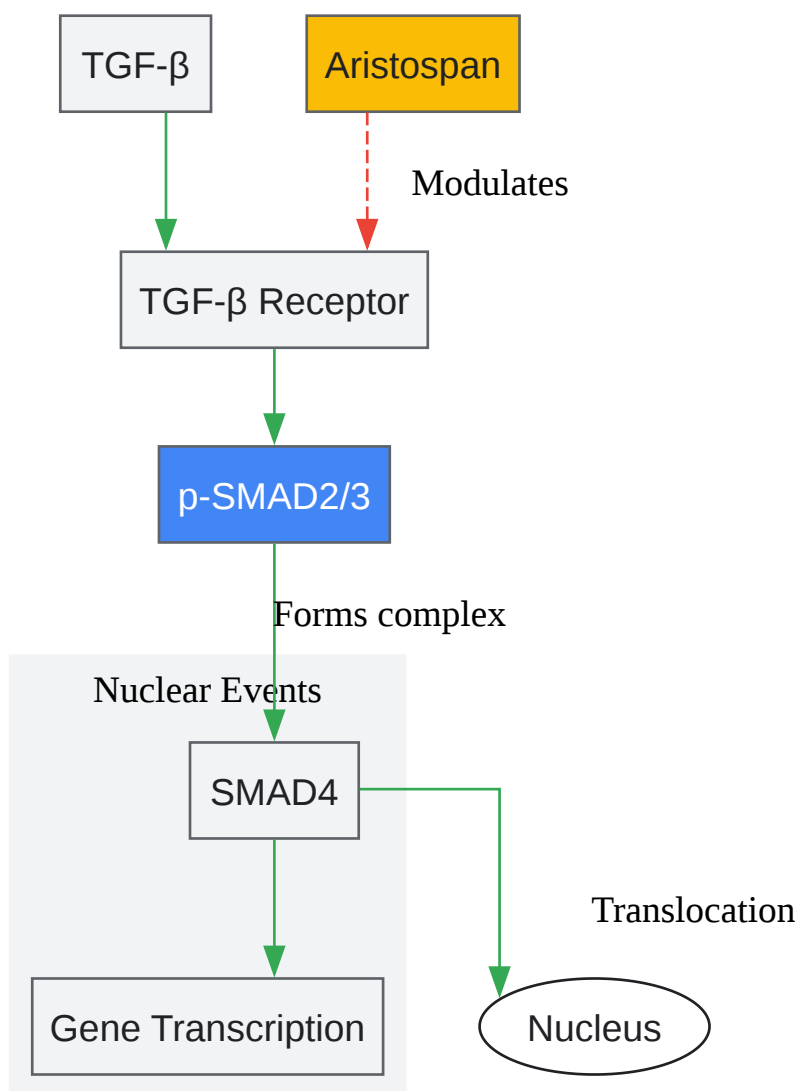 TGF-β
Aristospan
Modulates
TGF-β Receptor
p-SMAD2/3
Forms complex
Nuclear Events
SMAD4
Translocation
Gene Transcription
Nucleus